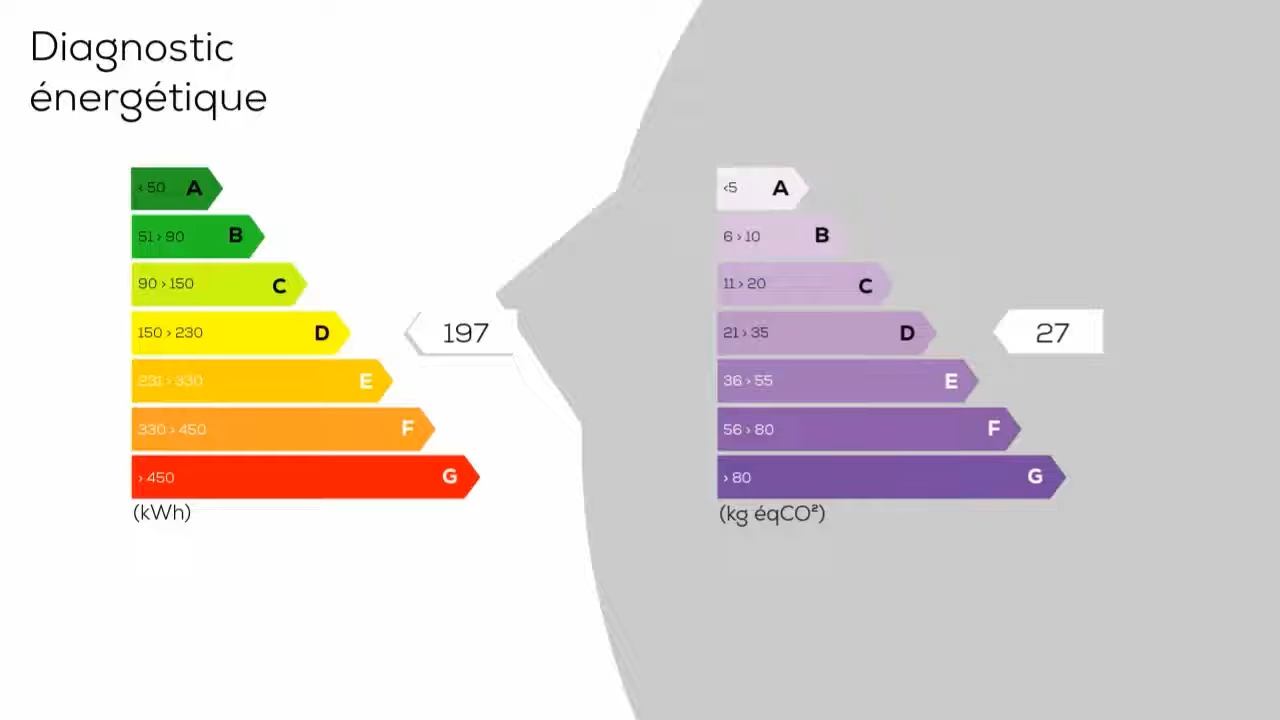 Diagnostic
énergétique
< 50 A
51 > 90 B
90 > 150 C
150 > 230 D
197
231 > 330 E
330 > 450 F
> 450 G
(kWh)
<5 A
6 > 10 B
11 > 20 C
21 > 35 D
27
36 > 55 E
56 > 80 F
> 80 G
(kg éqCO²)